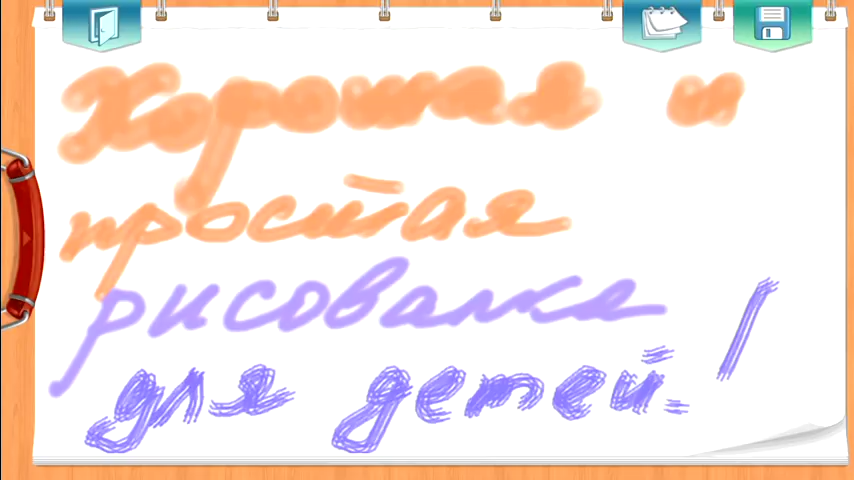 Хорошая и
простая
рисовалка
для детей!